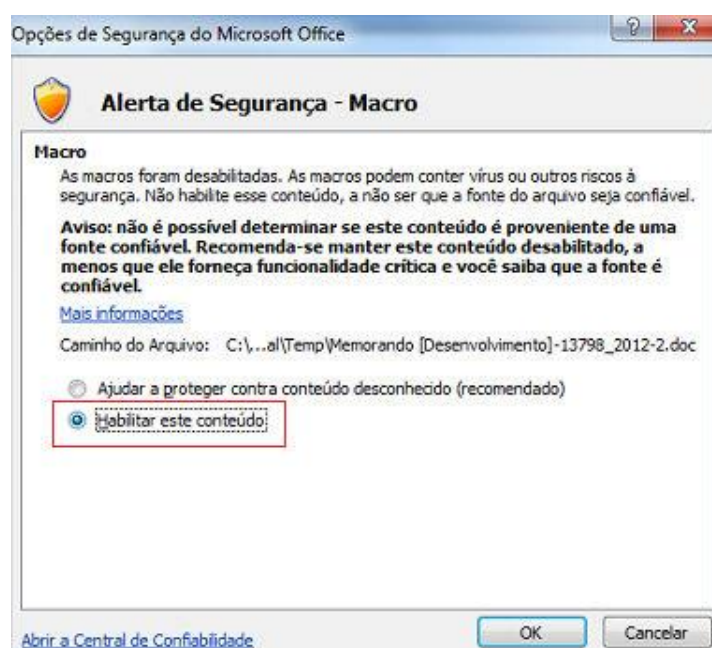 Opções de Segurança do Microsoft Office
Alerta de Segurança - Macro
Macro
As macros foram desabilitadas. As macros podem conter vírus ou outros riscos à
segurança. Não habilite esse conteúdo, a não ser que a fonte do arquivo seja confiável.
Aviso: não é possível determinar se este conteúdo é proveniente de uma
fonte confiável. Recomenda-se manter este conteúdo desabilitado, a
menos que ele forneça funcionalidade crítica e você saiba que a fonte é
confiável.
Mais informações
Caminho do Arquivo: C:\...al\Temp\Memorando [Desenvolvimento]-13798_2012-2.doc
Ajudar a proteger contra conteúdo desconhecido (recomendado)
Habilitar este conteúdo
Abrir a Central de Confiabilidade
OK
Cancelar